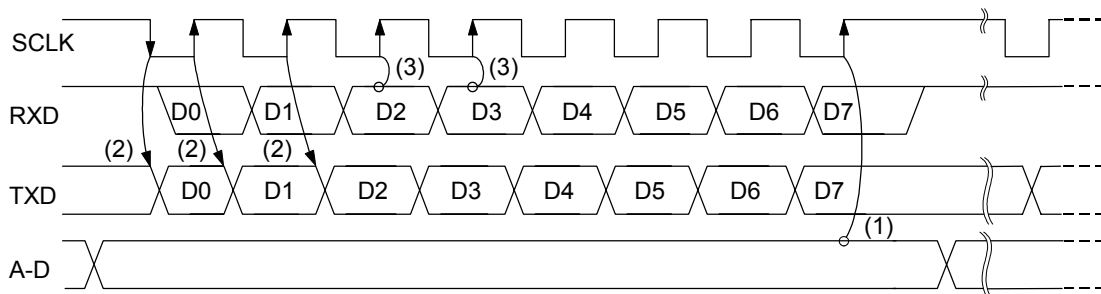 SCLK
(3) (3)
RXD D0 D1 D2 D3 D4 D5 D6 D7
(2) (2) (2)
TXD D0 D1 D2 D3 D4 D5 D6 D7
(1)
A-D